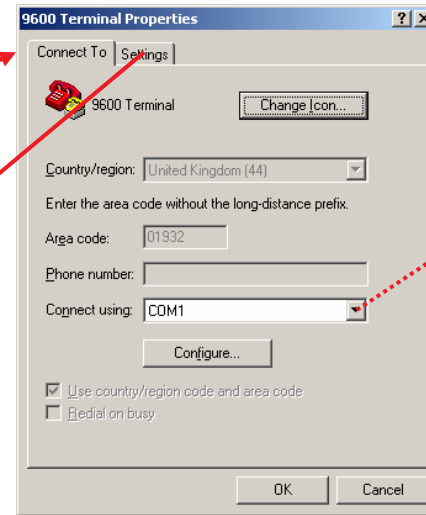 9600 Terminal Properties ? ×
Connect To Settings
9600 Terminal Change Icon...
Country/region: United Kingdom (44)
Enter the area code without the long-distance prefix.
Area code: 01932
Phone number:
Connect using: COM1
Configure...
Use country/region code and area code
Redial on busy
OK Cancel